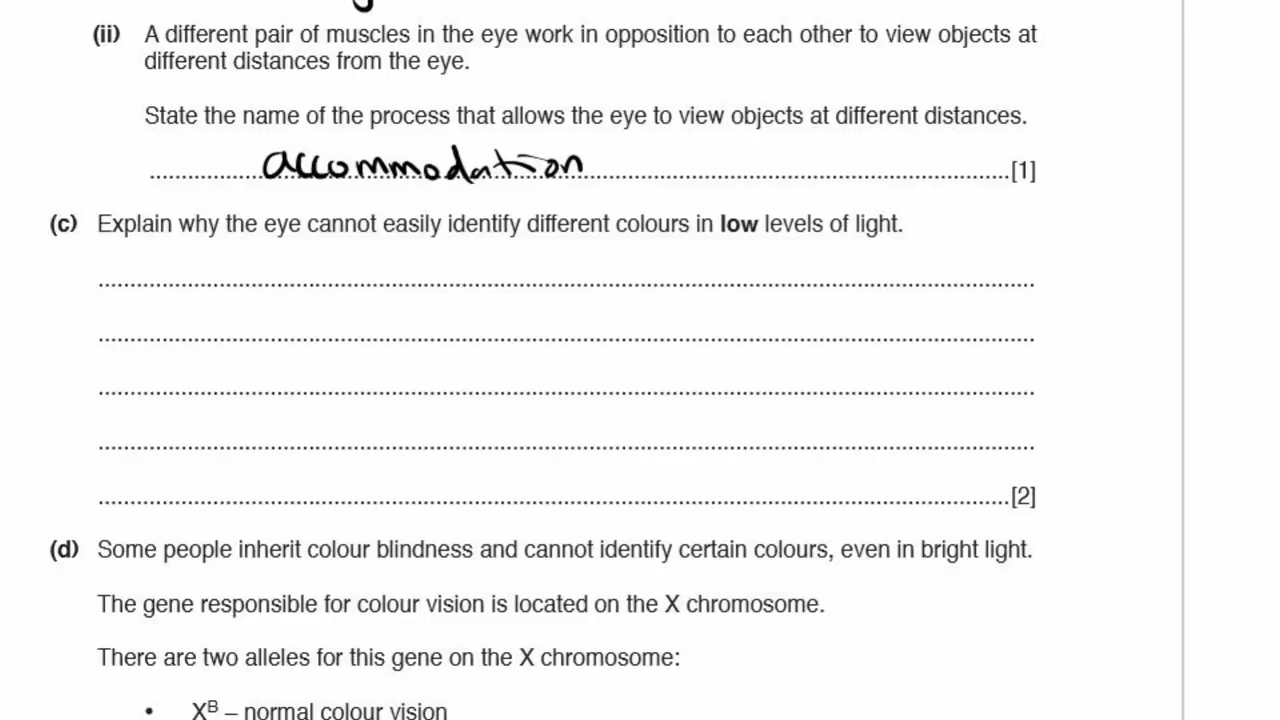 (ii) A different pair of muscles in the eye work in opposition to each other to view objects at
different distances from the eye.
State the name of the process that allows the eye to view objects at different distances.
accommodation
[1]
(c) Explain why the eye cannot easily identify different colours in low levels of light.
[2]
(d) Some people inherit colour blindness and cannot identify certain colours, even in bright light.
The gene responsible for colour vision is located on the X chromosome.
There are two alleles for this gene on the X chromosome:
• Xᴮ – normal colour vision